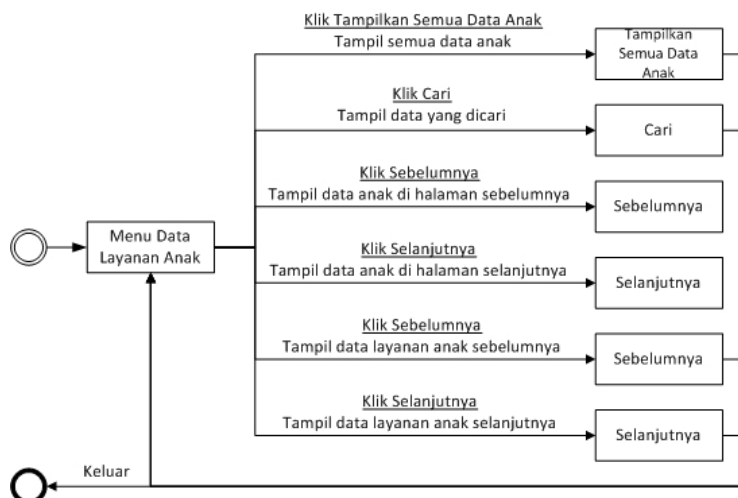 Klik Tampilkan Semua Data Anak
Tampil semua data anak
Tampilkan
Semua Data
Anak
Klik Cari
Tampil data yang dicari
Cari
Klik Sebelumnya
Tampil data anak di halaman sebelumnya
Sebelumnya
Menu Data
Layanan Anak
Klik Selanjutnya
Tampil data anak di halaman selanjutnya
Selanjutnya
Klik Sebelumnya
Tampil data layanan anak sebelumnya
Sebelumnya
Klik Selanjutnya
Tampil data layanan anak selanjutnya
Selanjutnya
Keluar